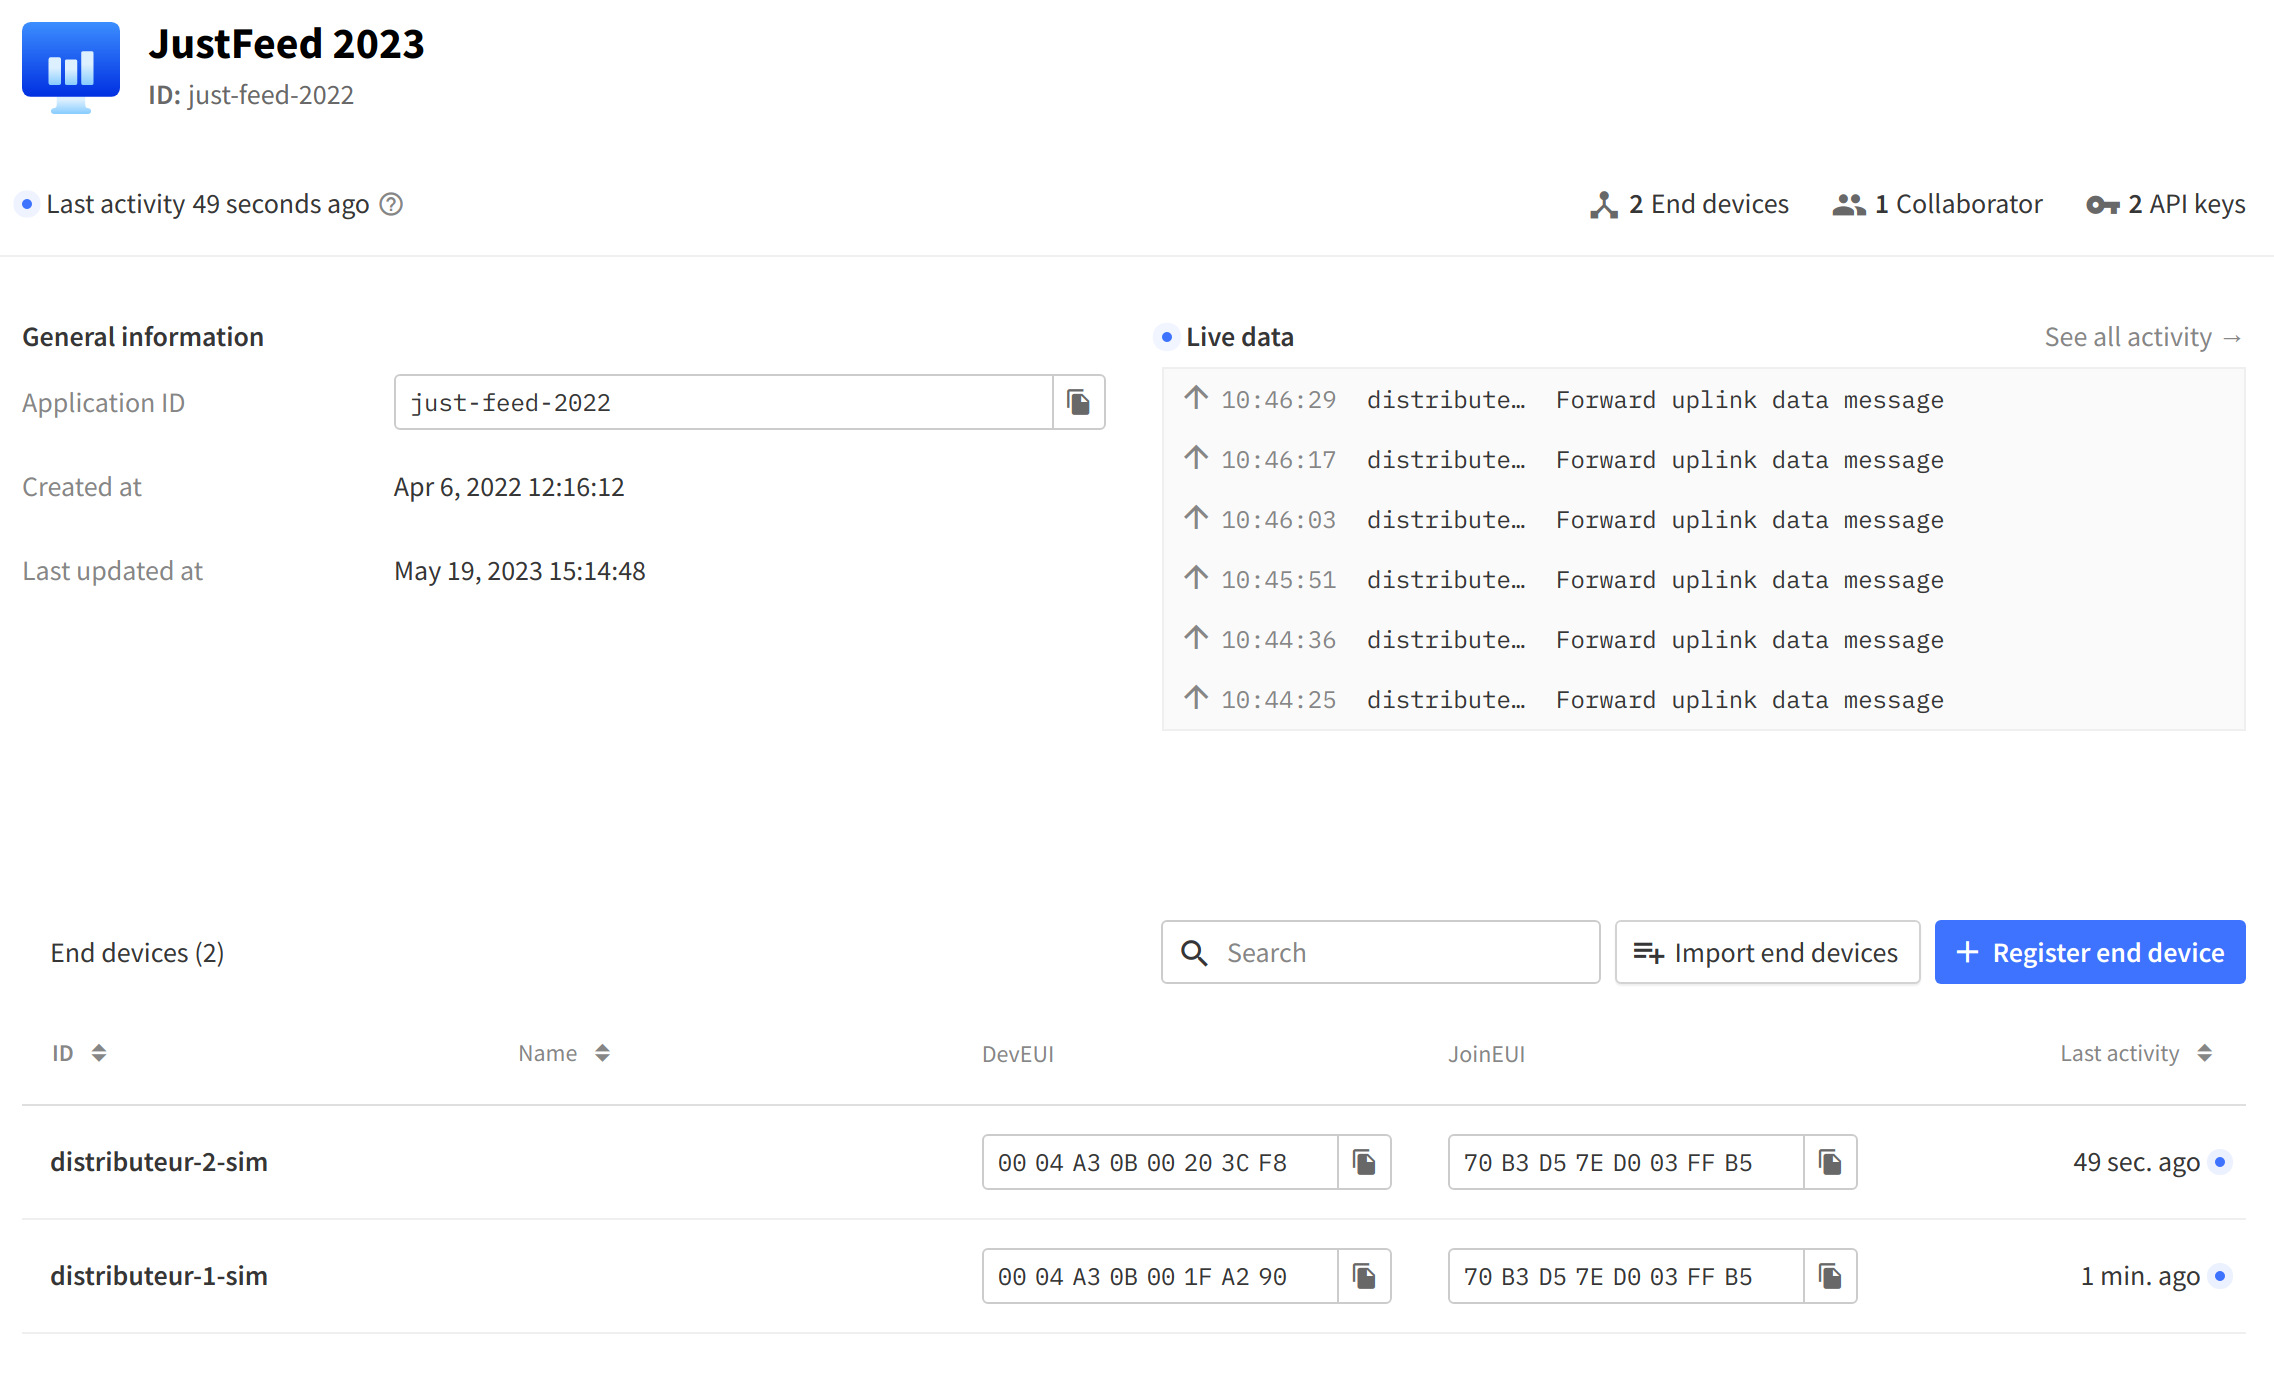 JustFeed 2023
ID: just-feed-2022
Last activity 49 seconds ago
2 End devices 1 Collaborator 2 API keys
General information
Application ID just-feed-2022
Created at Apr 6, 2022 12:16:12
Last updated at May 19, 2023 15:14:48
Live data See all activity →
↑ 10:46:29 distribute… Forward uplink data message
↑ 10:46:17 distribute… Forward uplink data message
↑ 10:46:03 distribute… Forward uplink data message
↑ 10:45:51 distribute… Forward uplink data message
↑ 10:44:36 distribute… Forward uplink data message
↑ 10:44:25 distribute… Forward uplink data message
End devices (2) Search Import end devices + Register end device
ID Name DevEUI JoinEUI Last activity
distributeur-2-sim 00 04 A3 0B 00 20 3C F8 70 B3 D5 7E D0 03 FF B5 49 sec. ago
distributeur-1-sim 00 04 A3 0B 00 1F A2 90 70 B3 D5 7E D0 03 FF B5 1 min. ago